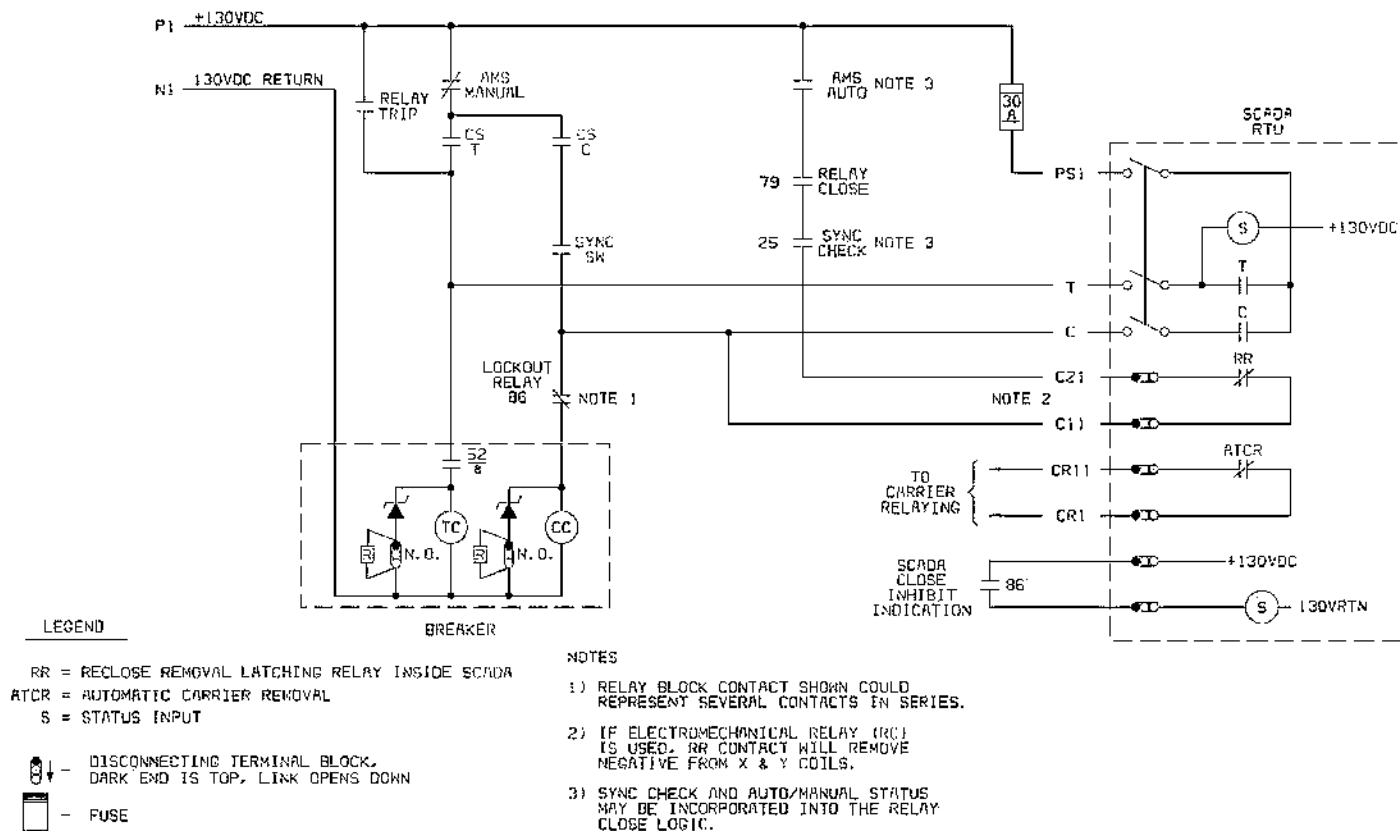 P1 +130VDC
N1 130VDC RETURN
RELAY
TRIP
AMS
MANUAL
CS
T
CS
C
SYNC
SW
AMS
AUTO NOTE 3
79 RELAY
CLOSE
25 SYNC
CHECK NOTE 3
30
A
SCADA
RTU
PS1
S
+130VDC
T
T
C
C
RR
C21
NOTE 2
C11
ATCR
CR11
TO
CARRIER
RELAYING
CR1
LOCKOUT
RELAY
86
NOTE 1
52
a
TC
CC
R
N.O.
R
N.O.
BREAKER
SCADA
CLOSE
INHIBIT
INDICATION
86
+130VDC
S
130VRTN
LEGEND
RR = RECLOSE REMOVAL LATCHING RELAY INSIDE SCADA
ATCR = AUTOMATIC CARRIER REMOVAL
S = STATUS INPUT
- DISCONNECTING TERMINAL BLOCK.
DARK END IS TOP, LINK OPENS DOWN
- FUSE
NOTES
1) RELAY BLOCK CONTACT SHOWN COULD
REPRESENT SEVERAL CONTACTS IN SERIES.
2) IF ELECTROMECHANICAL RELAY (RC)
IS USED, RR CONTACT WILL REMOVE
NEGATIVE FROM X & Y COILS.
3) SYNC CHECK AND AUTO/MANUAL STATUS
MAY BE INCORPORATED INTO THE RELAY
CLOSE LOGIC.